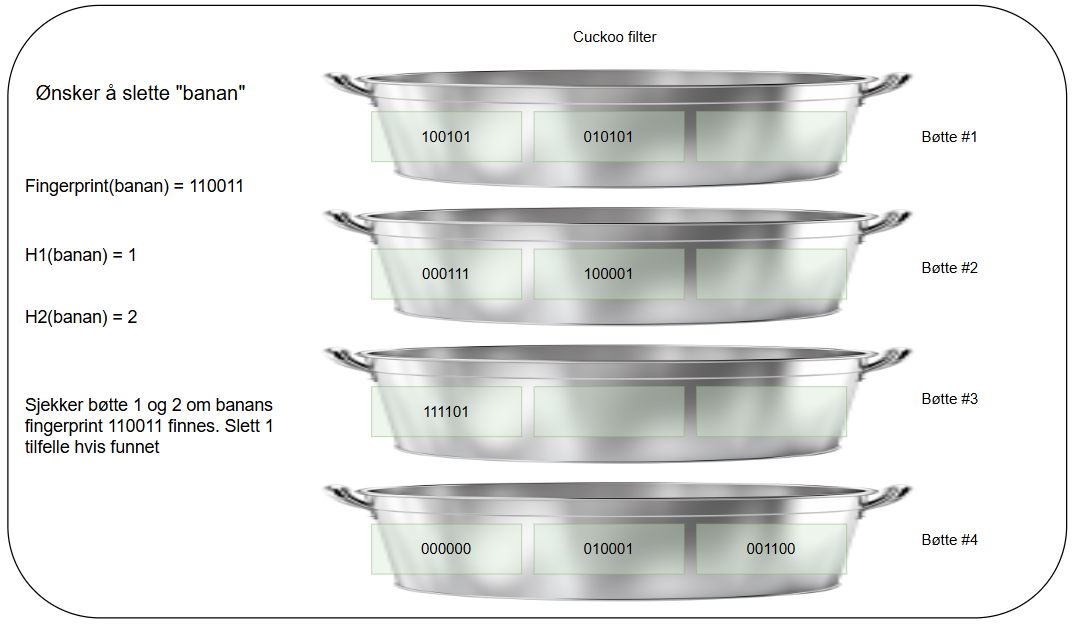 Cuckoo filter
Ønsker å slette "banan"
Fingerprint(banan) = 110011
H1(banan) = 1
H2(banan) = 2
Sjekker bøtte 1 og 2 om banans
fingerprint 110011 finnes. Slett 1
tilfelle hvis funnet
100101 010101 Bøtte #1
000111 100001 Bøtte #2
111101 Bøtte #3
000000 010001 001100 Bøtte #4